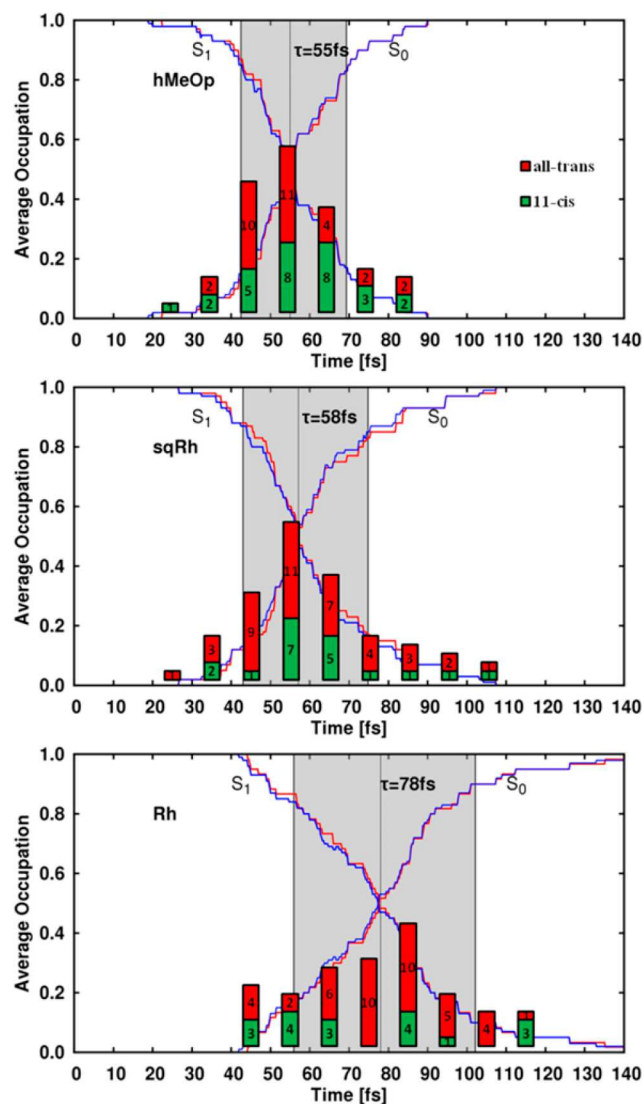 1.0
S1 τ=55fs S0
hMeOp
0.8
0.6
all-trans
11-cis
Average Occupation
0.4
10 11 4
0.2
2 5 8 8 2 2
2 3 2
0.0
0 10 20 30 40 50 60 70 80 90 100 110 120 130 140
Time [fs]
1.0
S1 τ=58fs S0
sqRh
0.8
0.6
Average Occupation
0.4
11
0.2
9 7
3 7 4 3 2
2 5
0.0
0 10 20 30 40 50 60 70 80 90 100 110 120 130 140
Time [fs]
1.0
S1 τ=78fs S0
Rh
0.8
0.6
Average Occupation
0.4
10
0.2
4 2 6 10 5 4
3 4 3 4 3
0.0
0 10 20 30 40 50 60 70 80 90 100 110 120 130 140
Time [fs]